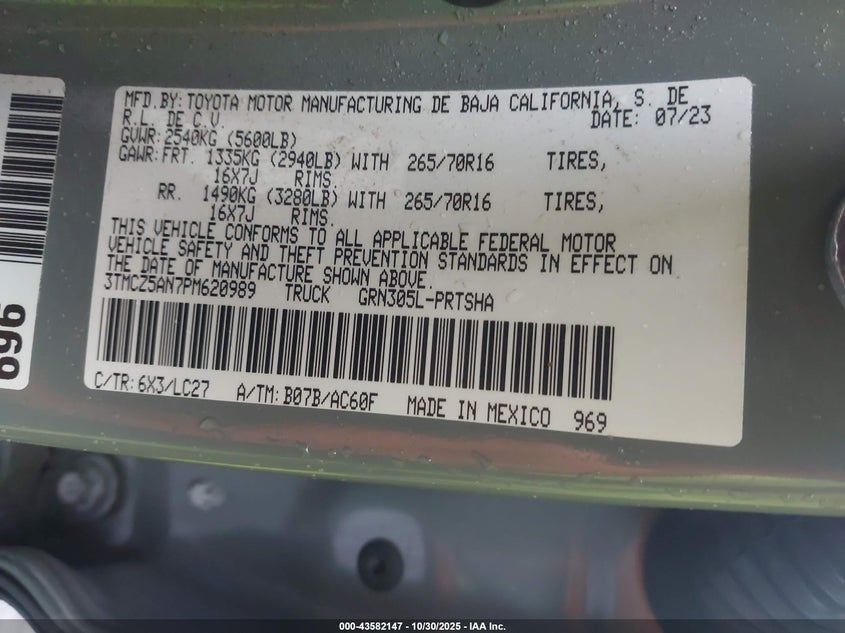 MFD.BY: TOYOTA MOTOR MANUFACTURING DE BAJA CALIFORNIA, S. DE
R.L. DE C.V. DATE: 07/23
GVWR: 2540KG (5600LB)
GAWR: FRT. 1335KG (2940LB) WITH 265/70R16 TIRES,
16X7J RIMS.
RR. 1490KG (3280LB) WITH 265/70R16 TIRES,
16X7J RIMS.
THIS VEHICLE CONFORMS TO ALL APPLICABLE FEDERAL MOTOR
VEHICLE SAFETY AND THEFT PREVENTION STANDARDS IN EFFECT ON
THE DATE OF MANUFACTURE SHOWN ABOVE.
3TMCZ5AN7PM620989 TRUCK GRN305L-PRTSHA
C/TR: 6X3/LC27 A/TM: B07B/AC60F MADE IN MEXICO 969
969
000-43582147 - 10/30/2025 - IAA Inc.